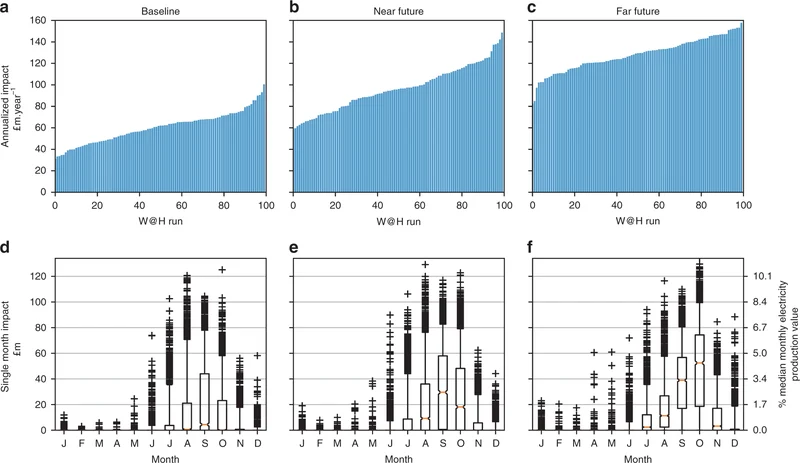 a Baseline
b Near future
c Far future
Annualized impact
£m.year⁻¹
160
140
120
100
80
60
40
20
0
0 20 40 60 80 100
W@H run
0 20 40 60 80 100
W@H run
0 20 40 60 80 100
W@H run
d
e
f
Single month impact
£m
120
100
80
60
40
20
0
J F M A M J J A S O N D
Month
J F M A M J J A S O N D
Month
J F M A M J J A S O N D
Month
10.1
8.4
6.7
5.0
3.4
1.7
0.0
% median monthly electricity
production value